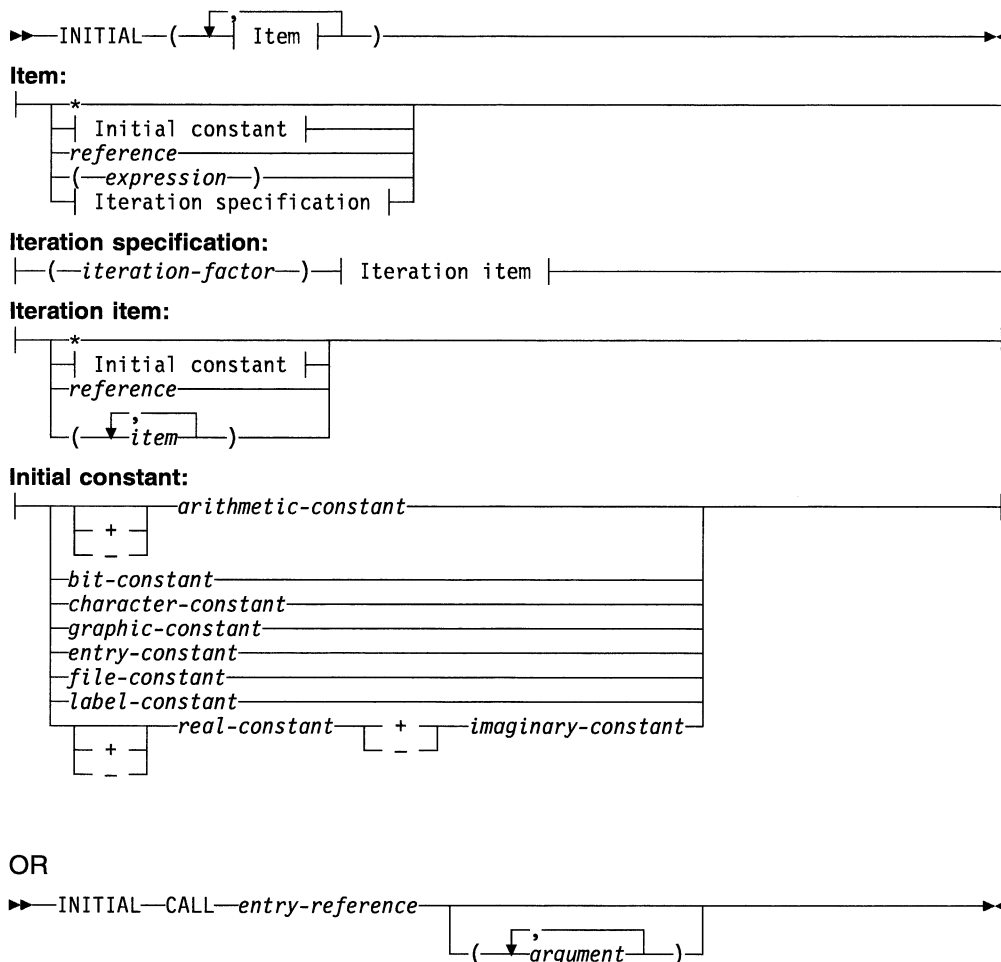 ,
INITIAL ( Item )
Item:
*
Initial constant
reference
( expression )
Iteration specification
Iteration specification:
( iteration-factor ) Iteration item
Iteration item:
*
Initial constant
reference
,
( item )
Initial constant:
arithmetic-constant
+
-
bit-constant
character-constant
graphic-constant
entry-constant
file-constant
label-constant
real-constant + imaginary-constant
+ -
-
OR
INITIAL CALL entry-reference
,
( argument )